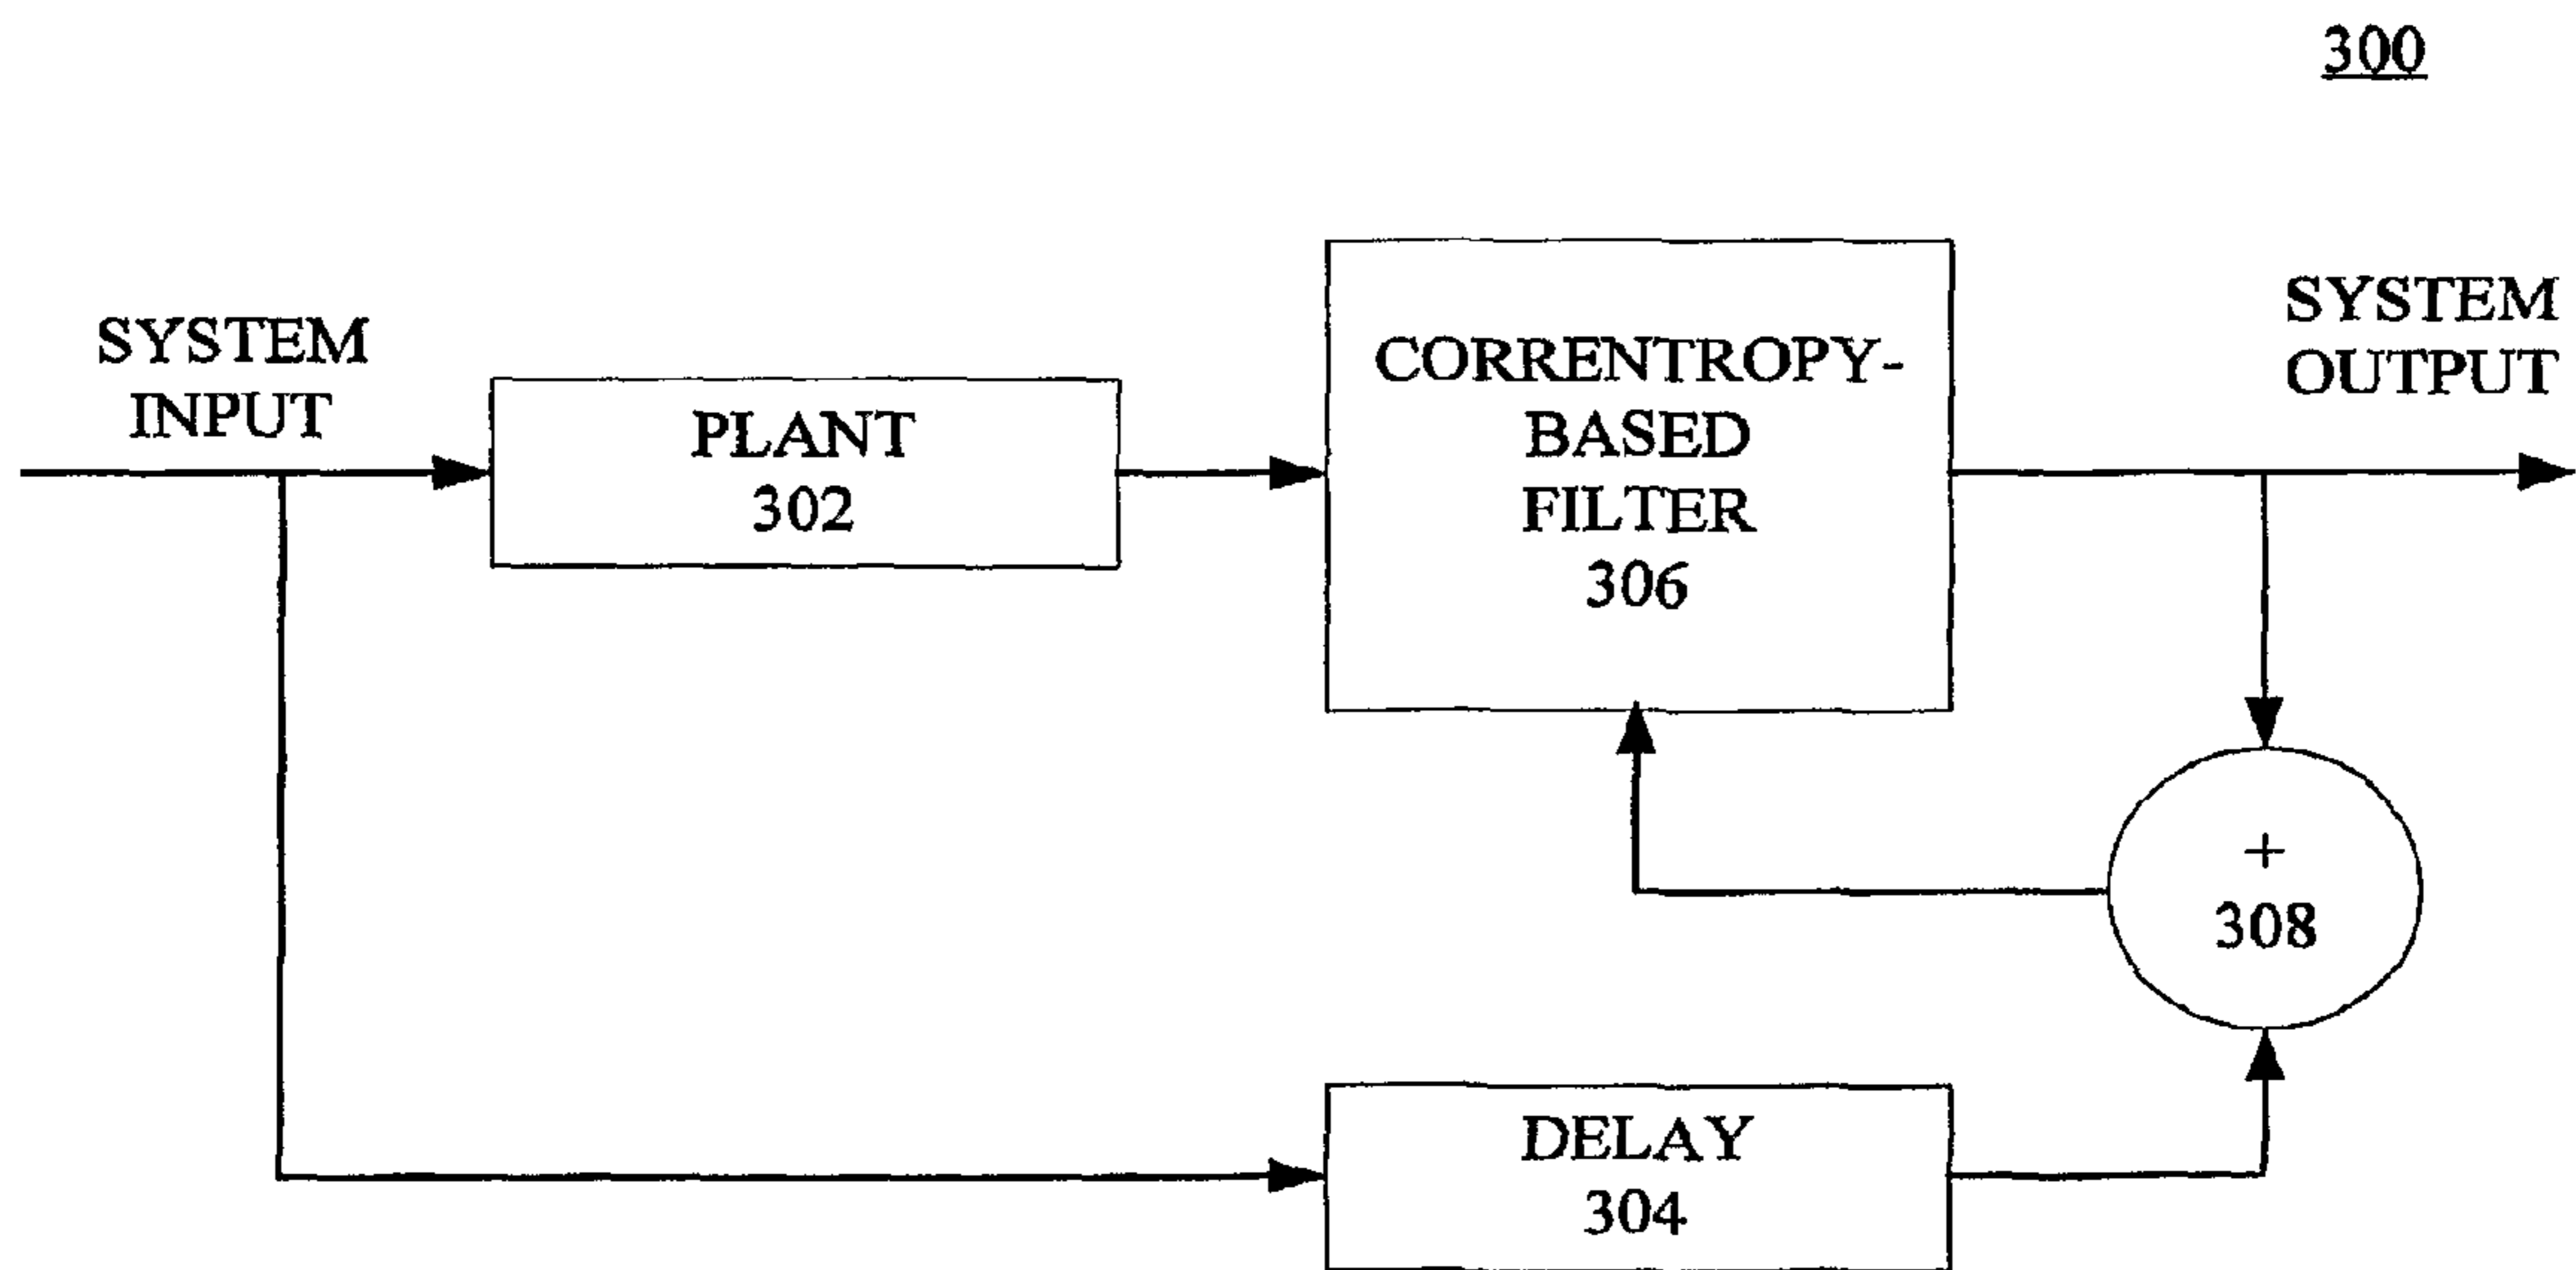 300
SYSTEM
INPUT
PLANT
302
CORRENTROPY-
BASED
FILTER
306
SYSTEM
OUTPUT
+
308
DELAY
304